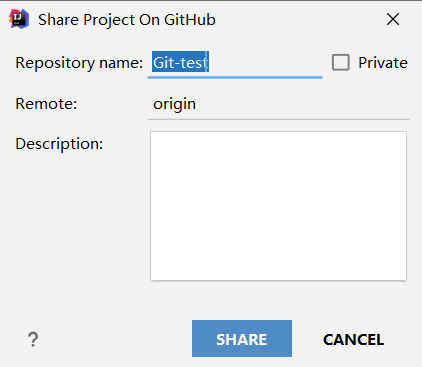 Share Project On GitHub
Repository name: Git-test Private
Remote: origin
Description:
? SHARE CANCEL